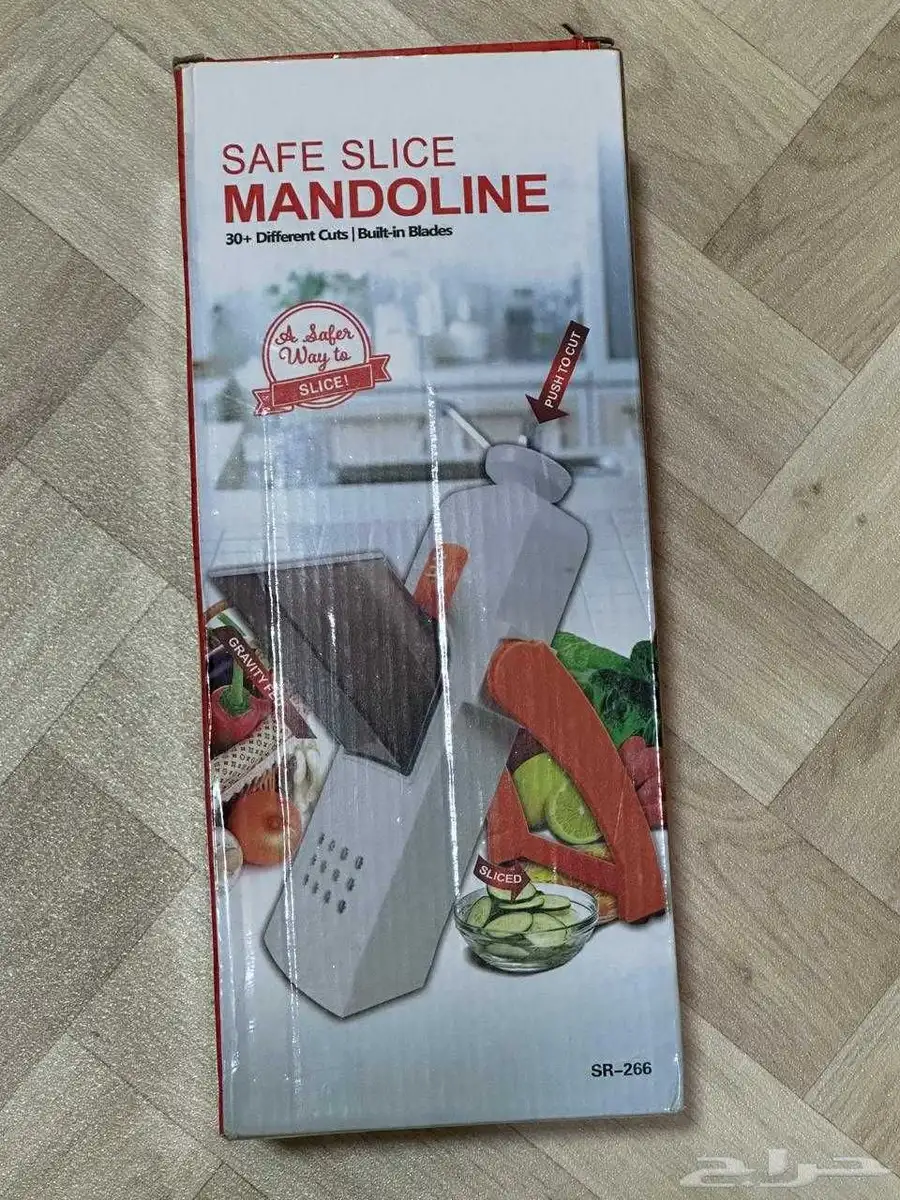 SAFE SLICE
MANDOLINE
30+ Different Cuts | Built-in Blades
A Safer
Way to
SLICE!
PUSH TO CUT
GRAVITY
SLICED
SR-266
حراج